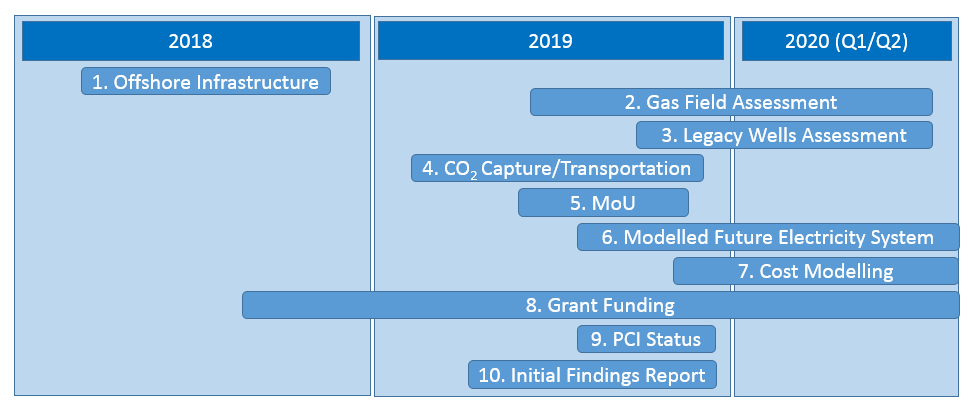 2018
2019
2020 (Q1/Q2)
1. Offshore Infrastructure
2. Gas Field Assessment
3. Legacy Wells Assessment
4. CO₂ Capture/Transportation
5. MoU
6. Modelled Future Electricity System
7. Cost Modelling
8. Grant Funding
9. PCI Status
10. Initial Findings Report